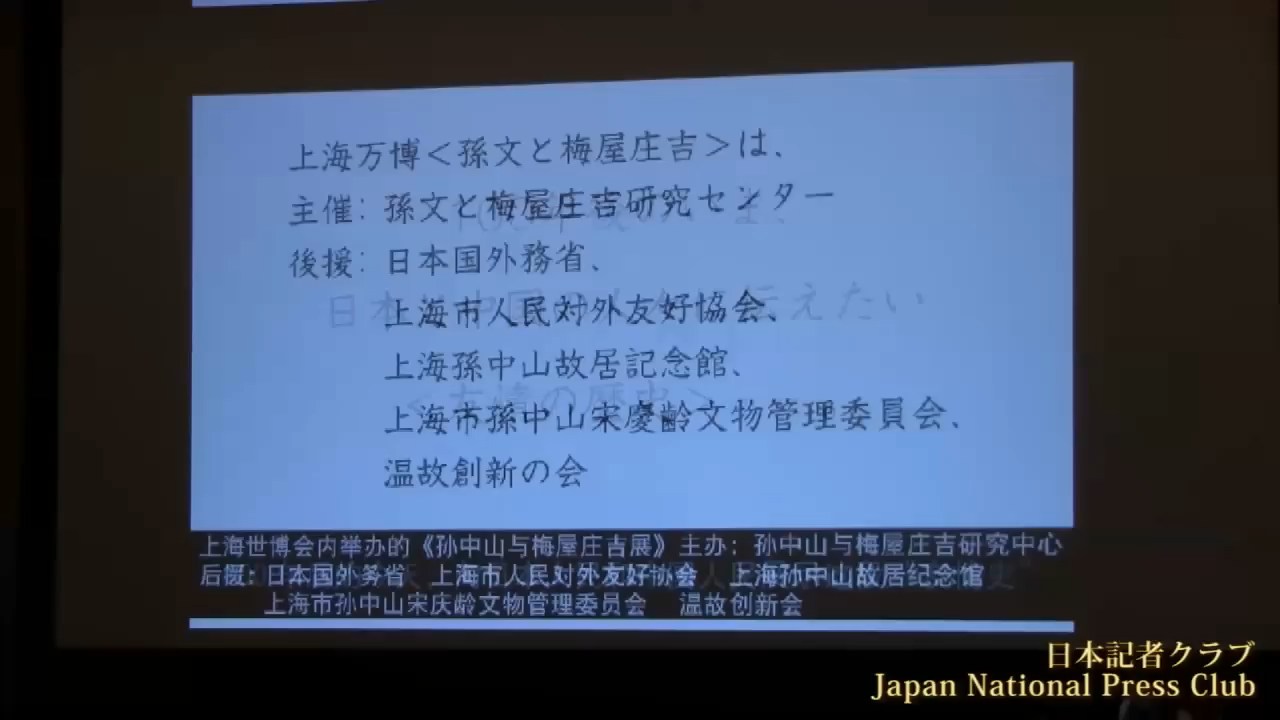 上海万博＜孫文と梅屋庄吉＞は、
主催：孫文と梅屋庄吉研究センター
後援：日本国外務省、
上海市人民対外友好協会、
上海孫中山故居記念館、
上海市孫中山宋慶齢文物管理委員会、
温故創新の会
上海世博会内举办的《孙中山与梅屋庄吉展》主办：孙中山与梅屋庄吉研究中心
后援：日本国外务省 上海市人民对外友好协会 上海孙中山故居纪念馆
上海市孙中山宋庆龄文物管理委员会 温故创新会
日本記者クラブ
Japan National Press Club